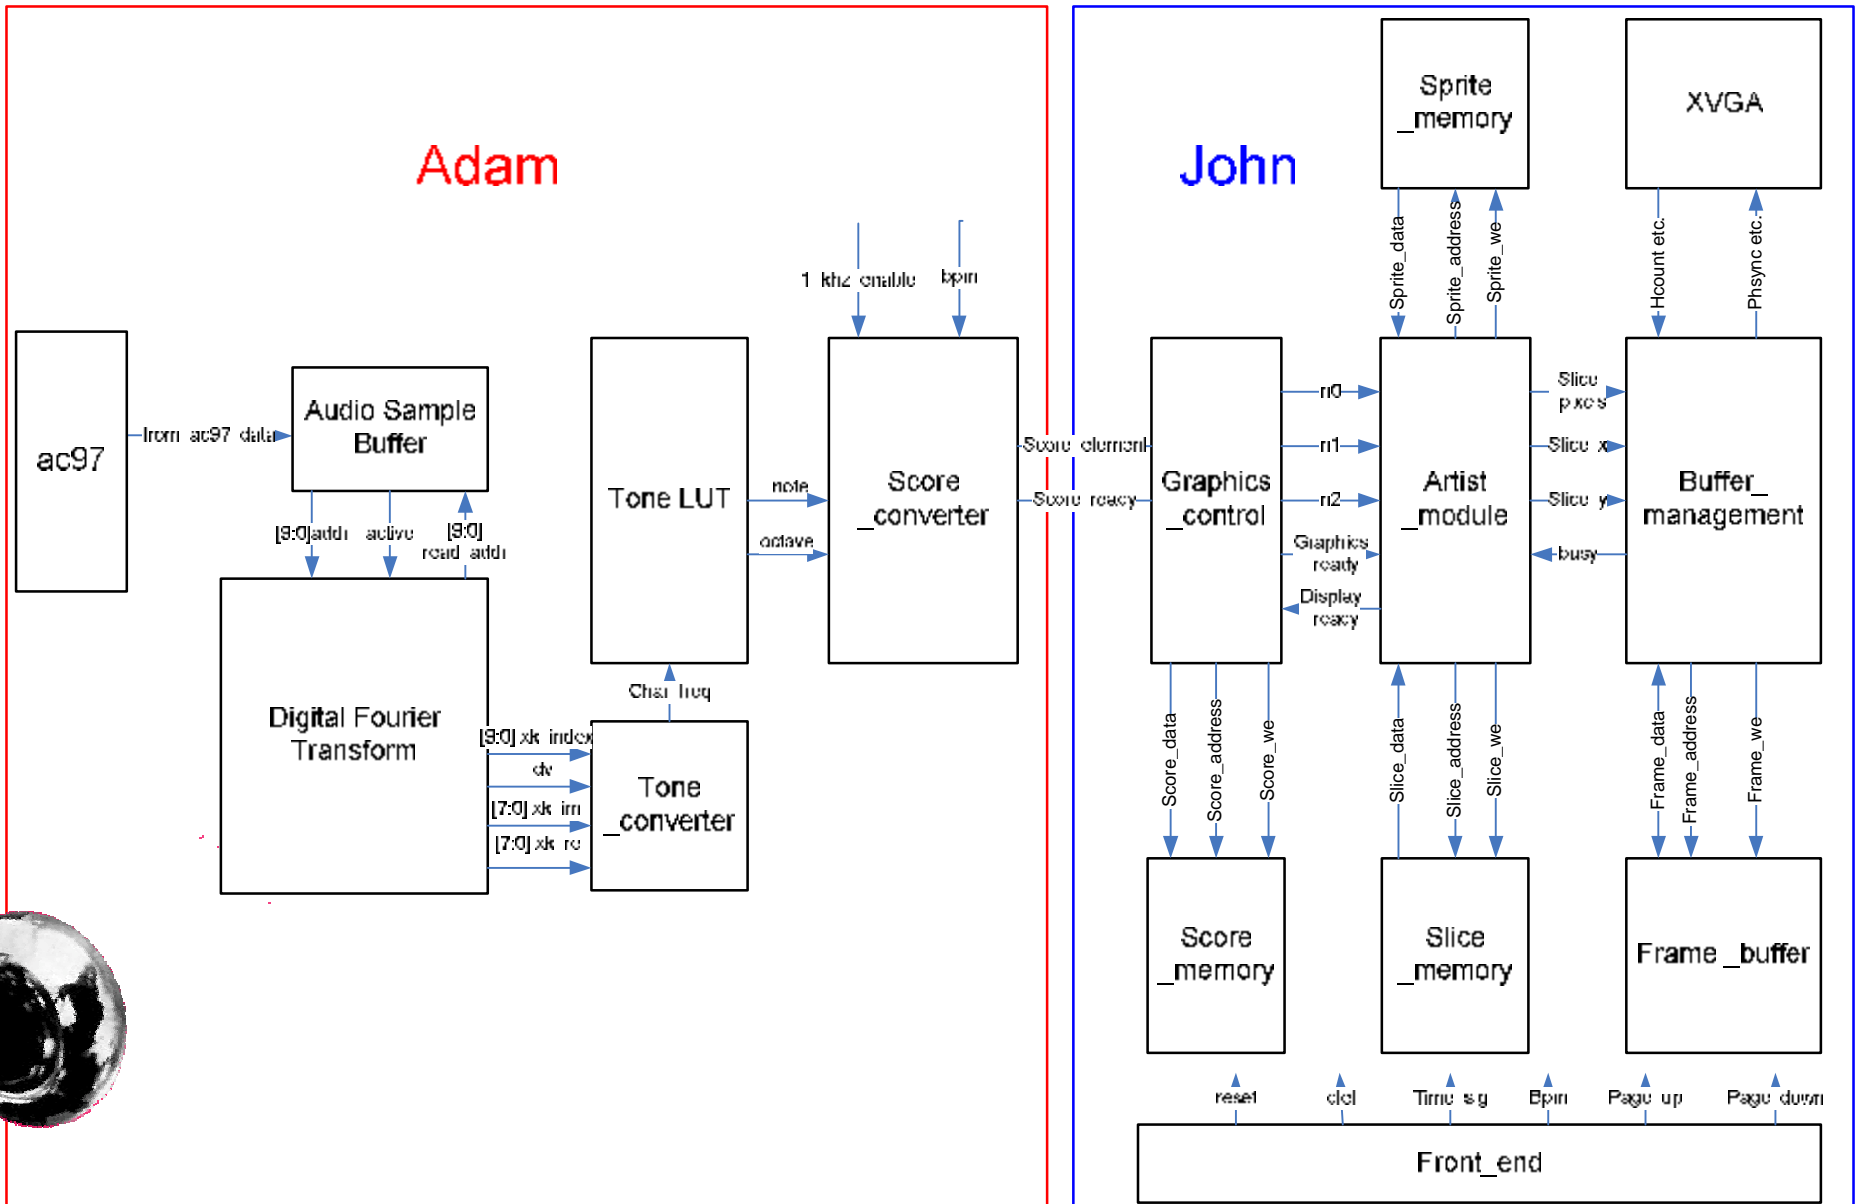 Adam
John
Sprite
_memory
XVGA
Sprite_data
Sprite_address
Sprite_we
Hcount etc.
Phsync etc.
1 khz enable
bpm
ac97
from ac97 data
Audio Sample
Buffer
[9:0]addr
active
[9:0]
read addr
Digital Fourier
Transform
[9:0] xk index
dv
[7:0] xk im
[7:0] xk re
Tone
_converter
Char freq
Tone LUT
note
octave
Score
_converter
Score element
Score ready
Graphics
_control
n0
n1
n2
Graphics
ready
Display
ready
Artist
_module
Slice
pixels
Slice x
Slice y
busy
Buffer_
management
Score_data
Score_address
Score_we
Slice_data
Slice_address
Slice_we
Frame_data
Frame_address
Frame_we
Score
_memory
Slice
_memory
Frame _buffer
reset
Time sig
Bpm
Page up
Page down
Front_end